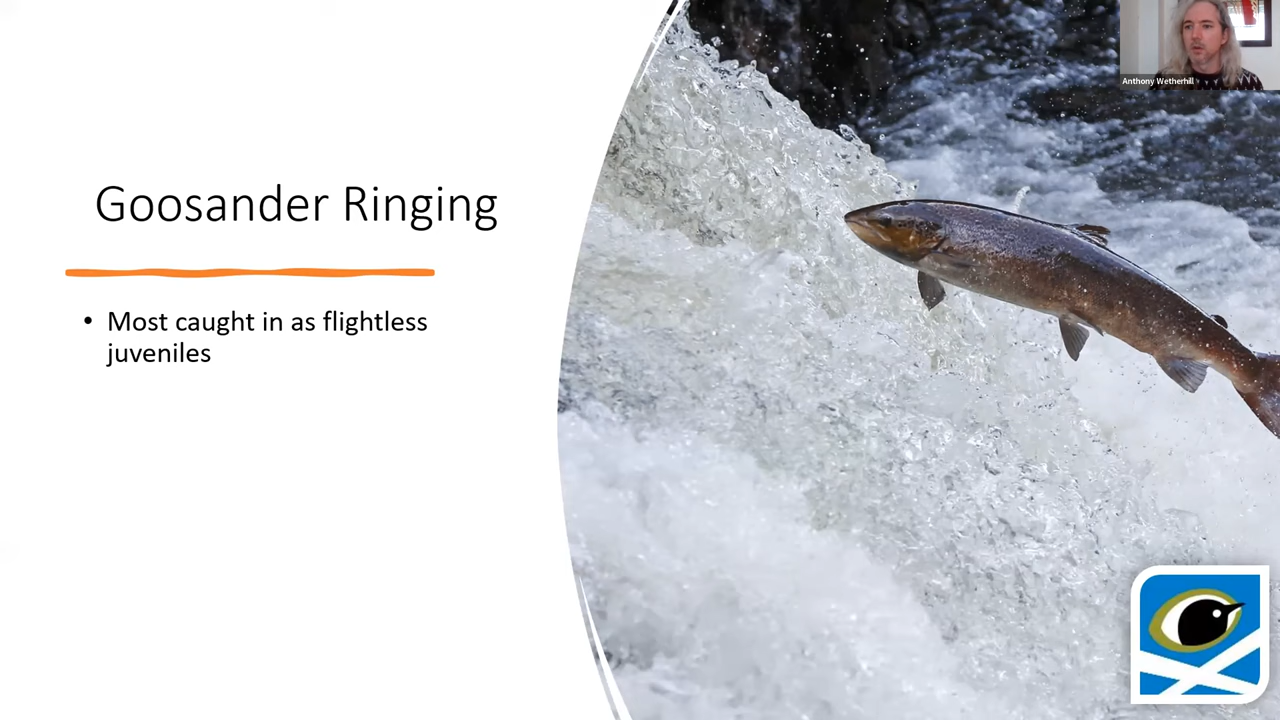 Anthony Wetherhill
Goosander Ringing
• Most caught in as flightless
juveniles